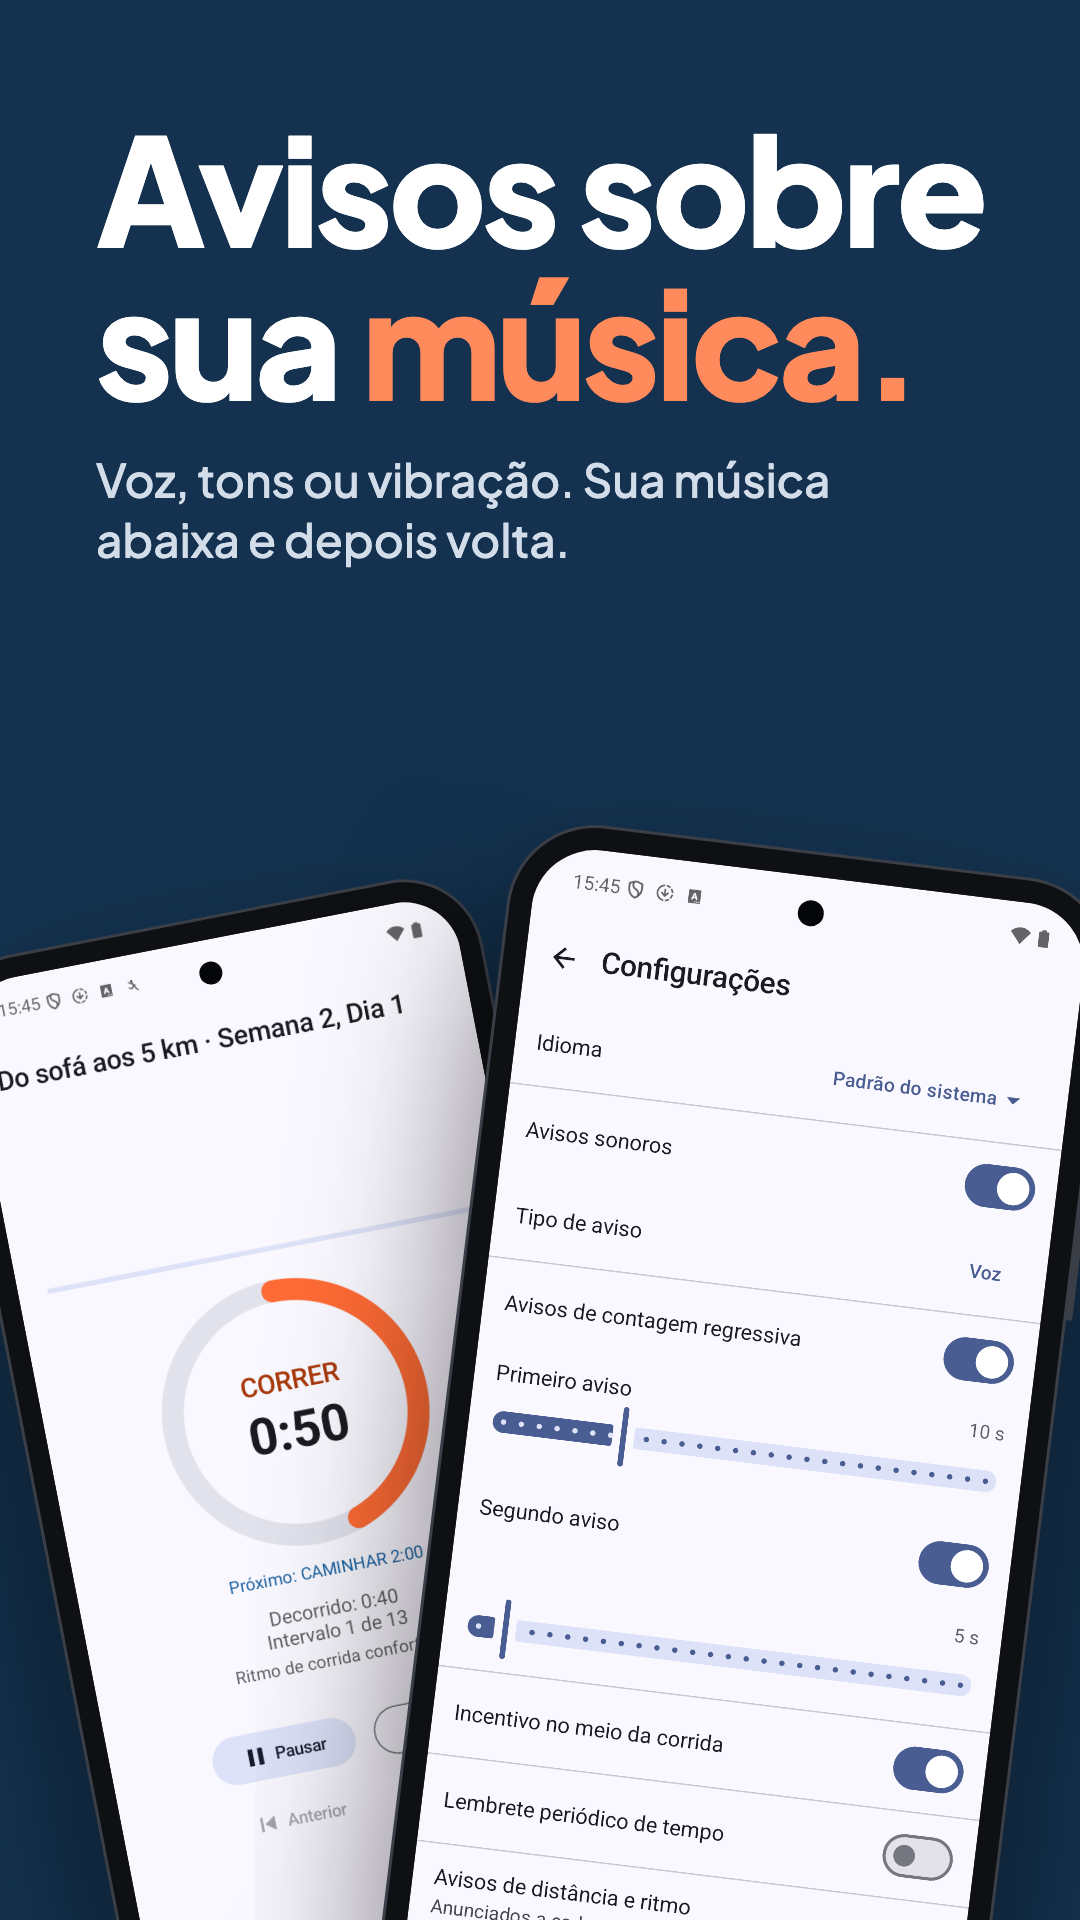 Avisos sobre
sua música.
Voz, tons ou vibração. Sua música
abaixa e depois volta.
15:45
Do sofá aos 5 km · Semana 2, Dia 1
CORRER
0:50
Próximo: CAMINHAR 2:00
Decorrido: 0:40
Intervalo 1 de 13
Ritmo de corrida
Pausar
Anterior
15:45
Configurações
Idioma
Padrão do sistema
Avisos sonoros
Tipo de aviso
Voz
Avisos de contagem regressiva
Primeiro aviso
10 s
Segundo aviso
5 s
Incentivo no meio da corrida
Lembrete periódico de tempo
Avisos de distância e ritmo
Anunciados a